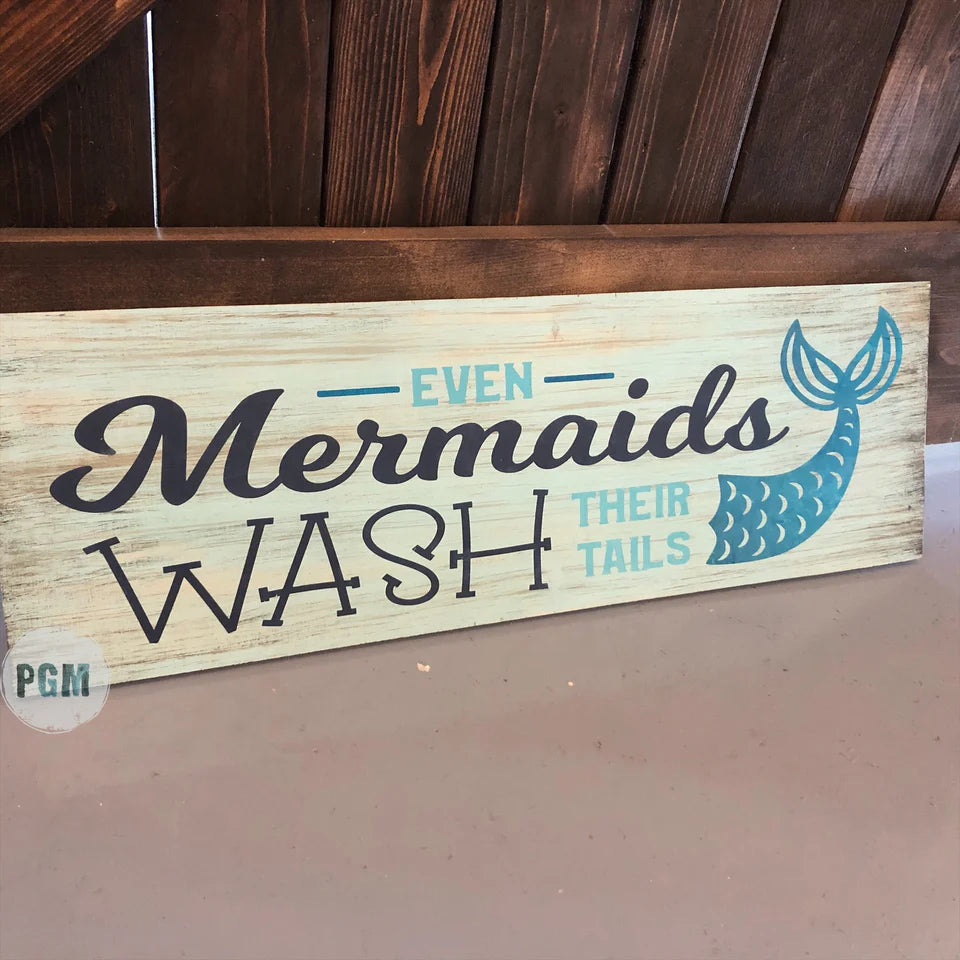 EVEN
Mermaids
WASH THEIR
TAILS
PGM